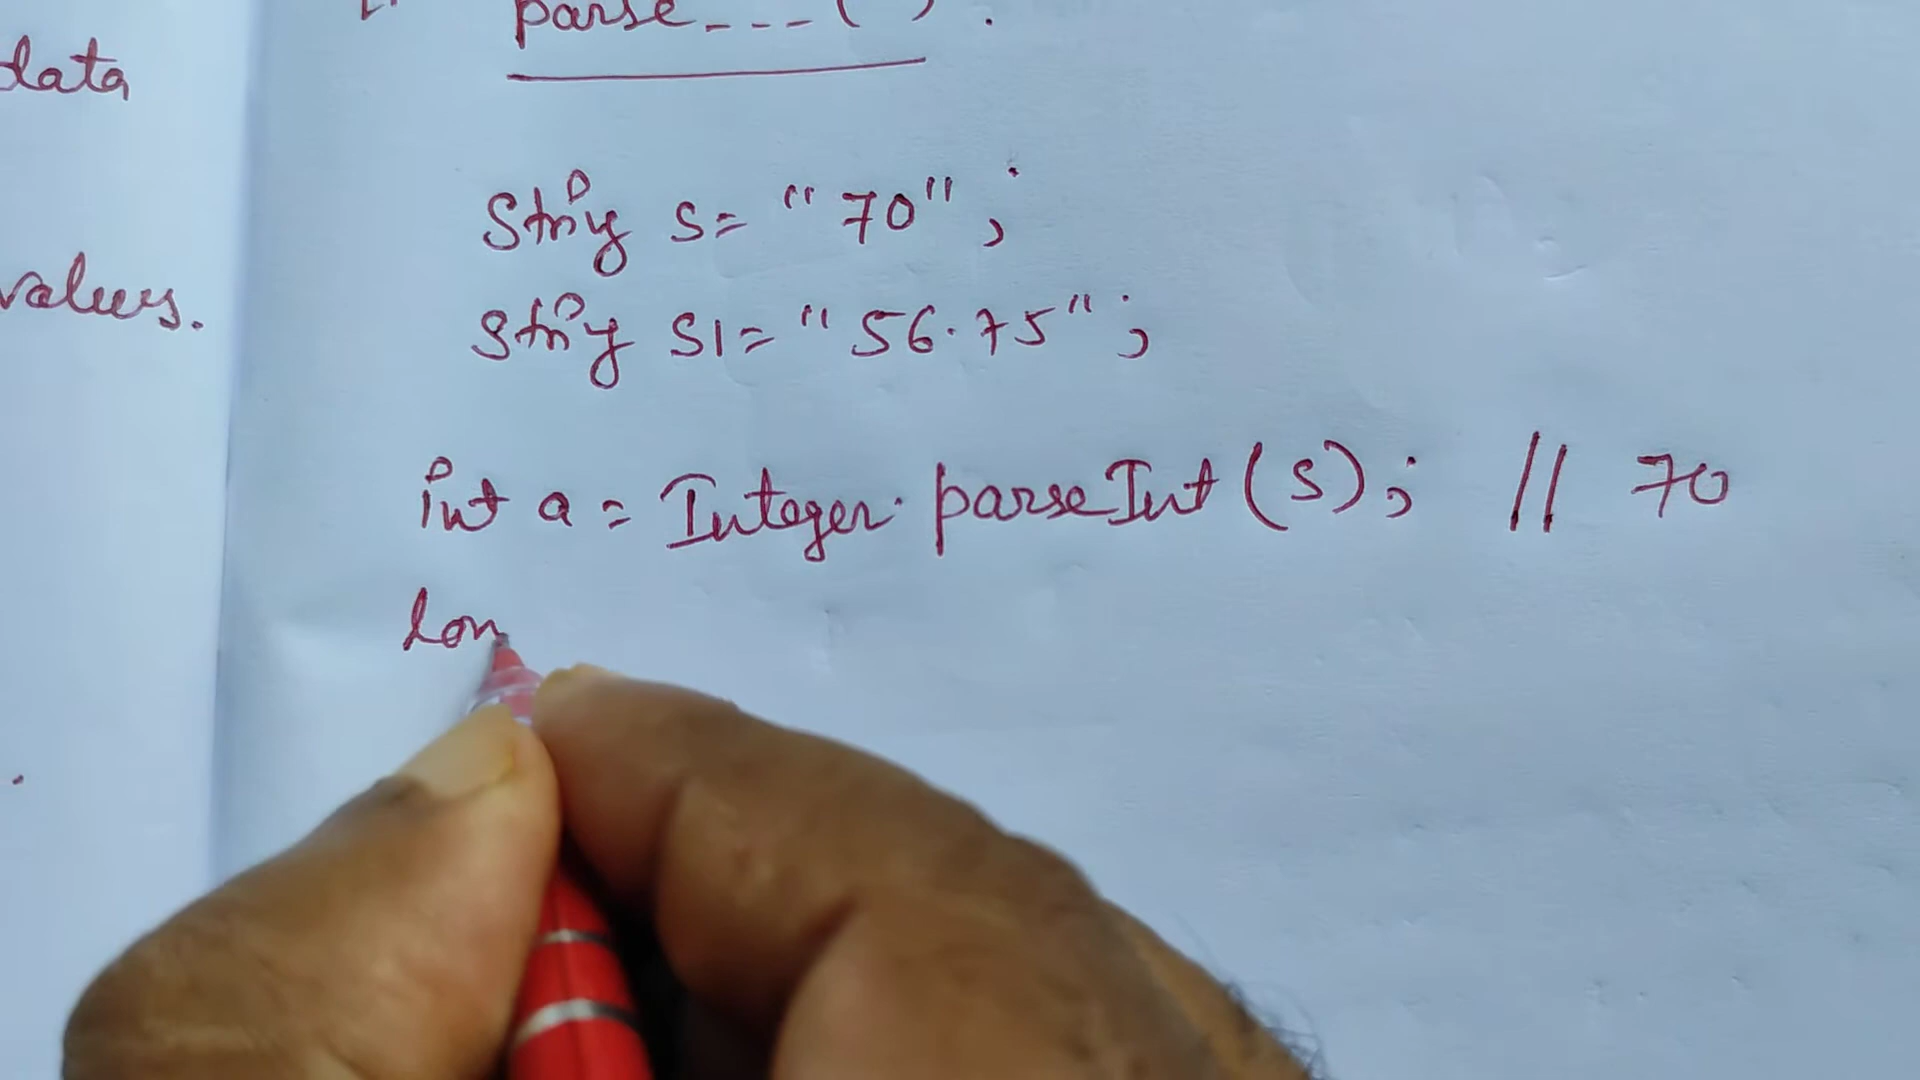 data
values.
parse---( ).
String s= "70";
String S1= "56.75";
int a = Integer.parseInt(s); // 70
lon